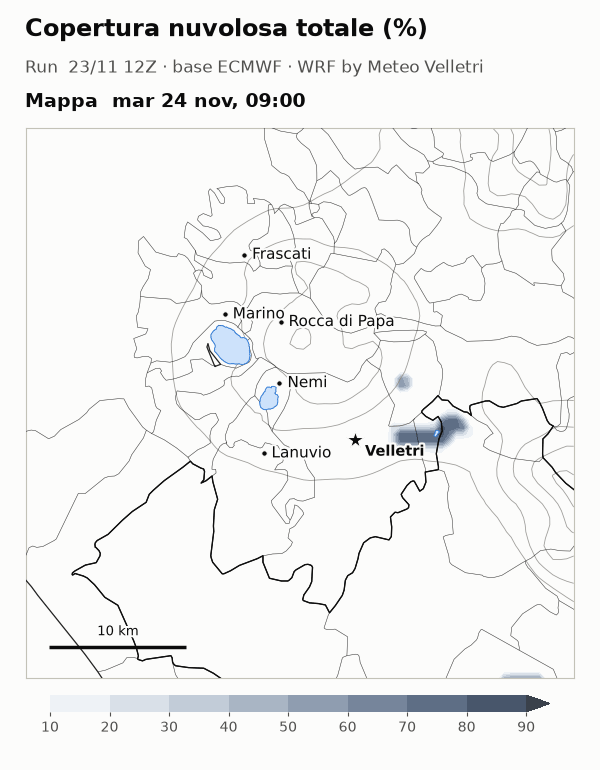 Copertura nuvolosa totale (%)
Run  23/11 12Z · base ECMWF · WRF by Meteo Velletri
Mappa  mar 24 nov, 09:00
Frascati
Marino
Rocca di Papa
Nemi
Velletri
Lanuvio
10 km
10 20 30 40 50 60 70 80 90